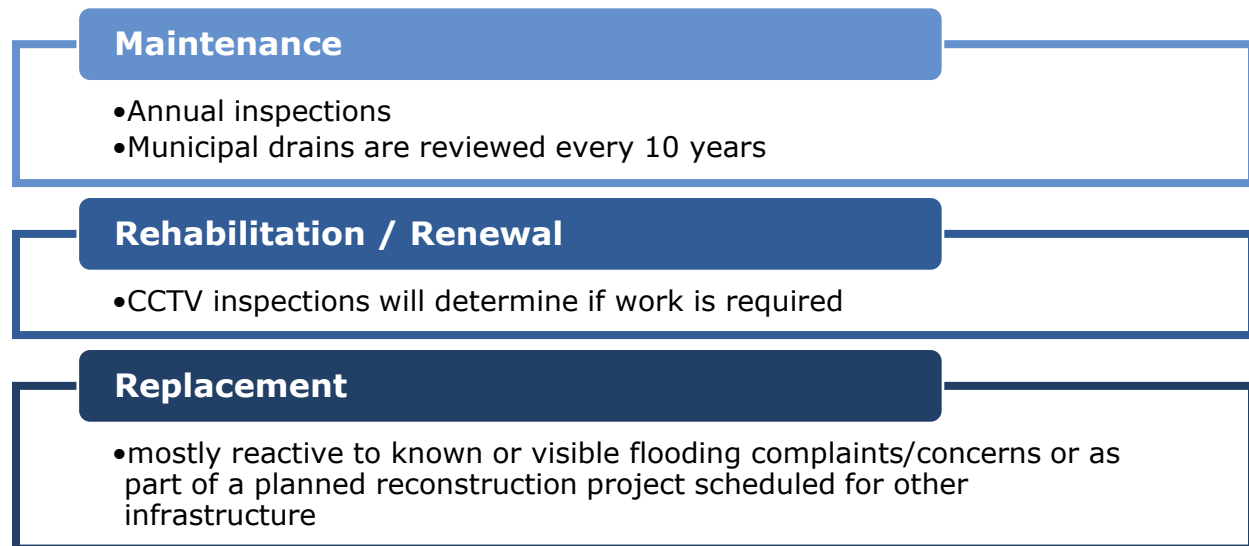 Maintenance
•Annual inspections
•Municipal drains are reviewed every 10 years
Rehabilitation / Renewal
•CCTV inspections will determine if work is required
Replacement
•mostly reactive to known or visible flooding complaints/concerns or as
part of a planned reconstruction project scheduled for other
infrastructure